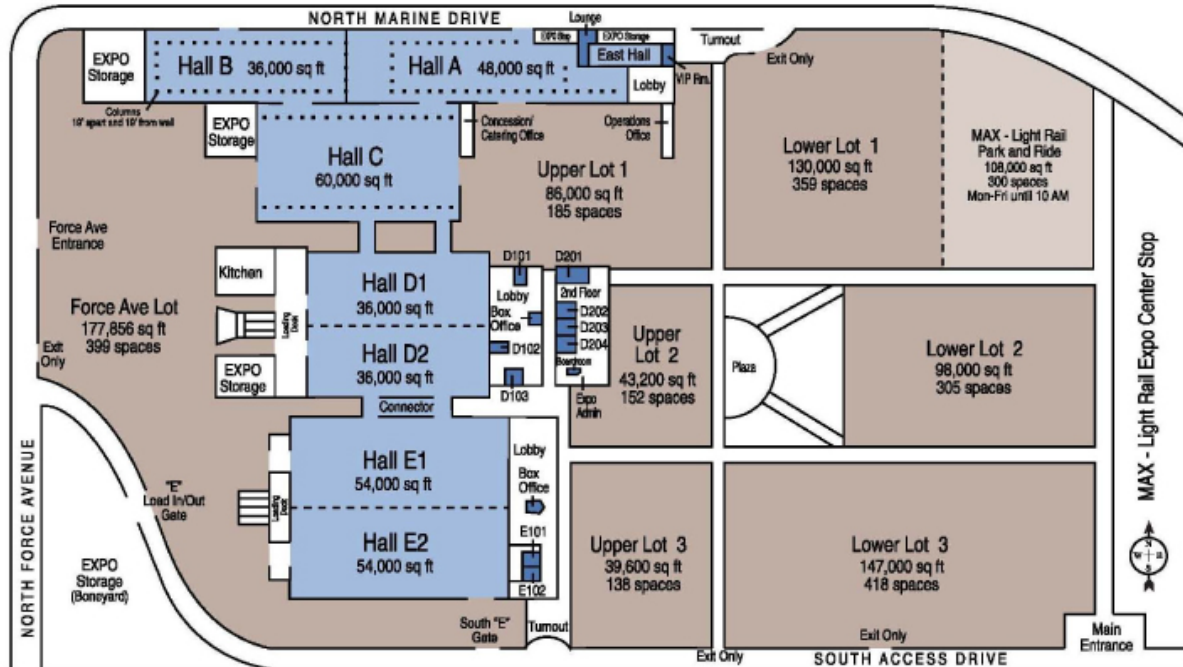 NORTH MARINE DRIVE
Lounge
EXPO Storage
Turnout
Exit Only
EXPO
Storage
Hall B 36,000 sq ft
Hall A 48,000 sq ft
East Hall
VIP Rm.
Lobby
Columns
19' apart and 19' from wall
EXPO
Storage
Concession/
Catering Office
Operations
Office
Hall C
60,000 sq ft
Upper Lot 1
86,000 sq ft
185 spaces
Lower Lot 1
130,000 sq ft
359 spaces
MAX - Light Rail
Park and Ride
108,000 sq ft
300 spaces
Mon-Fri until 10 AM
Force Ave
Entrance
Kitchen
Hall D1
36,000 sq ft
D101
Lobby
Box
Office
D201
2nd Floor
D202
D203
D204
Boardroom
Expo
Admin
Force Ave Lot
177,856 sq ft
399 spaces
Loading
Dock
Exit
Only
EXPO
Storage
Hall D2
36,000 sq ft
D102
D103
Upper
Lot 2
43,200 sq ft
152 spaces
Plaza
Lower Lot 2
98,000 sq ft
305 spaces
MAX - Light Rail Expo Center Stop
Connector
Hall E1
54,000 sq ft
Lobby
Box
Office
"E"
Load In/Out
Gate
Loading
Dock
Hall E2
54,000 sq ft
E101
E102
Upper Lot 3
39,600 sq ft
138 spaces
Lower Lot 3
147,000 sq ft
418 spaces
N
W
E
S
NORTH FORCE AVENUE
EXPO
Storage
(Boneyard)
South "E"
Gate
Turnout
Exit Only
Exit Only
Main
Entrance
SOUTH ACCESS DRIVE